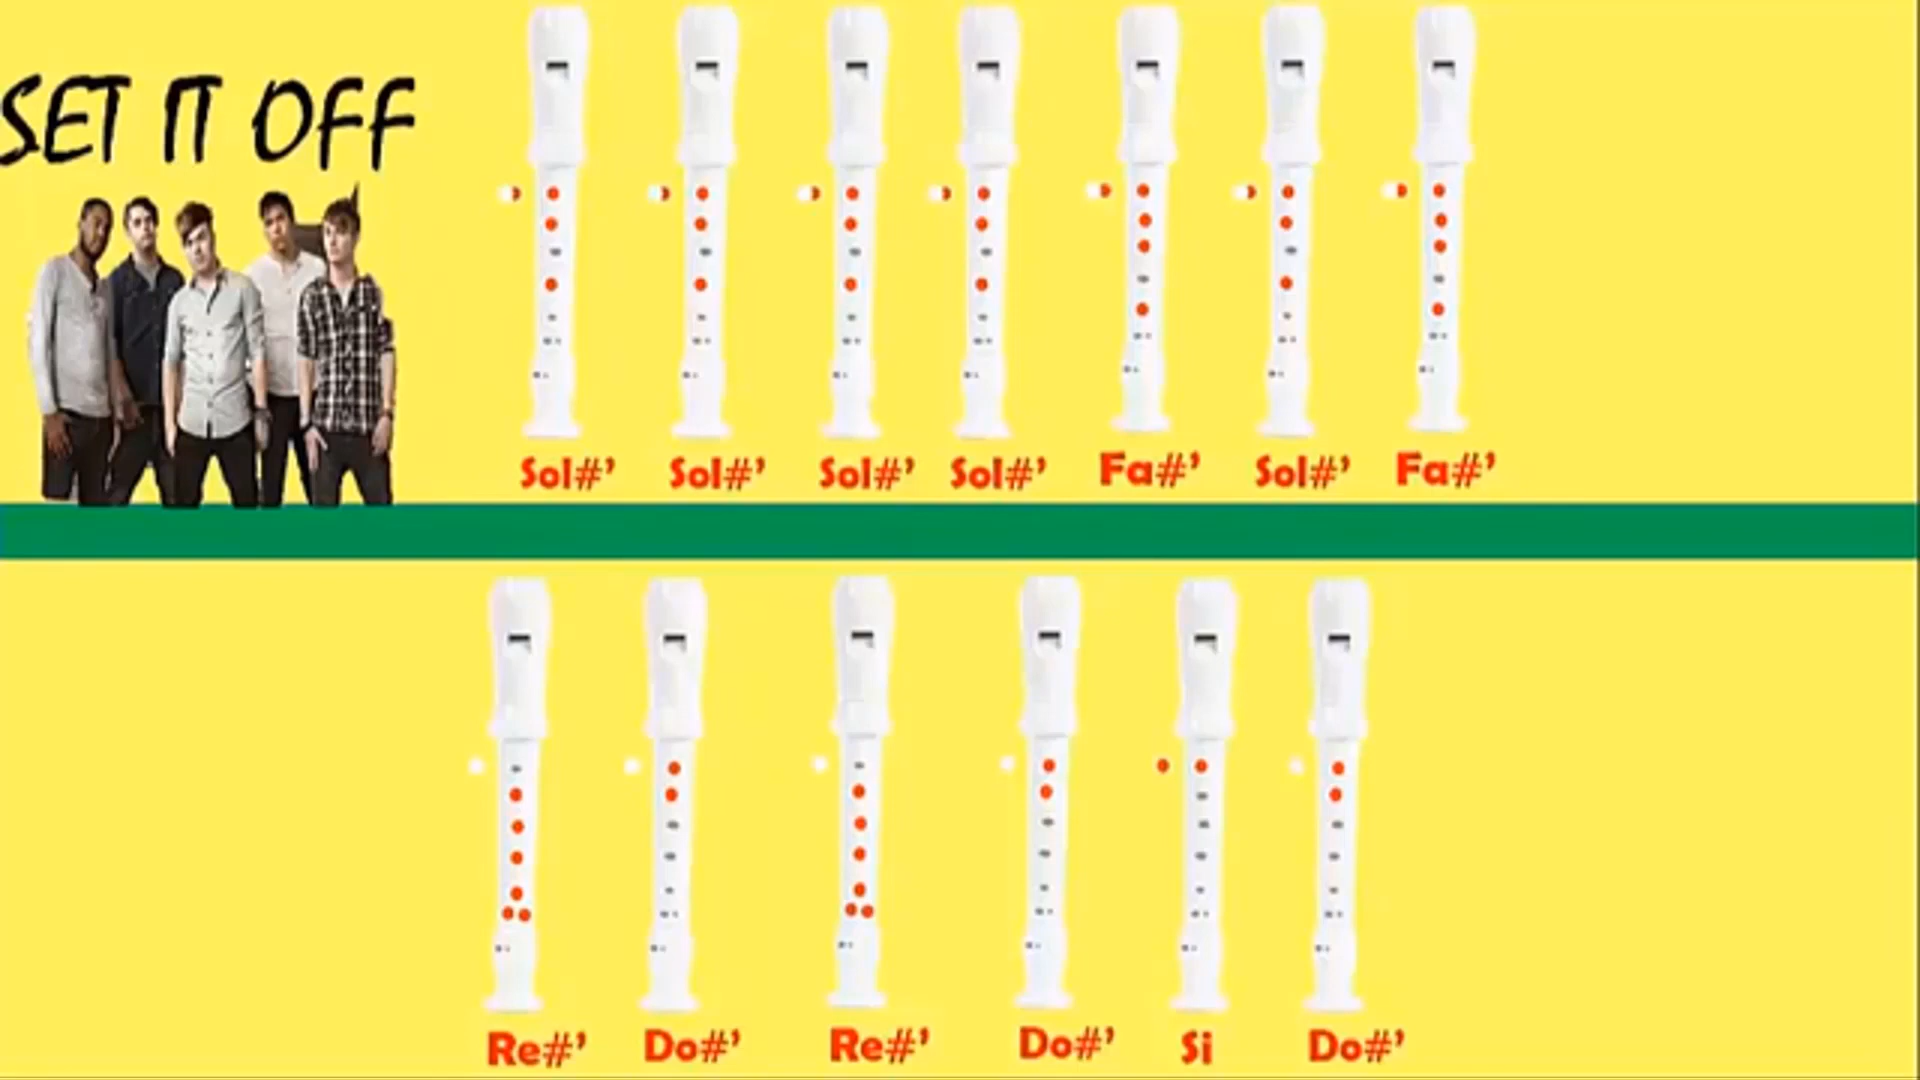 SET IT OFF
Sol#’ Sol#’ Sol#’ Sol#’ Fa#’ Sol#’ Fa#’
Re#’ Do#’ Re#’ Do#’ Si Do#’